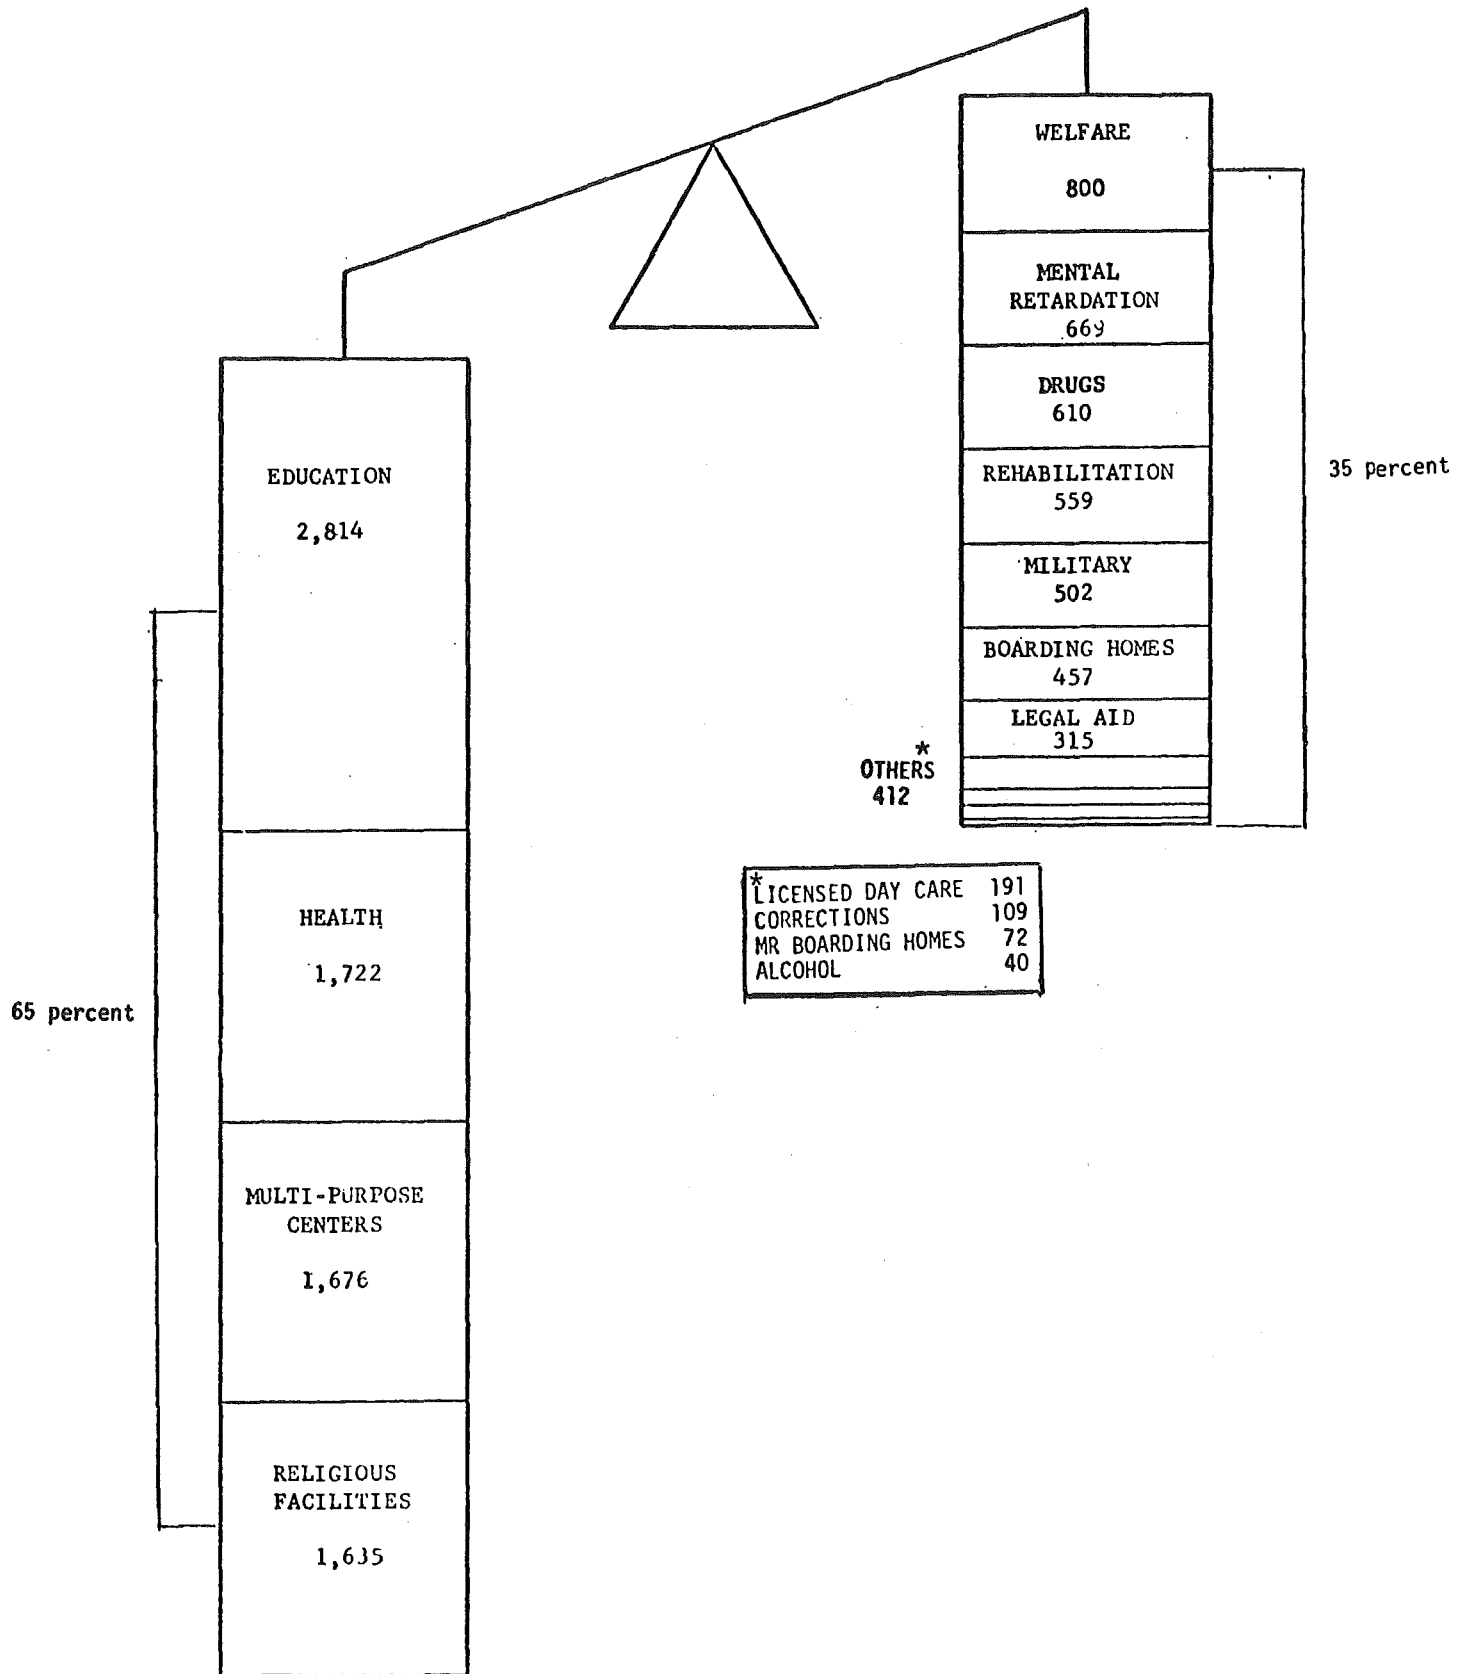 EDUCATION
2,814
HEALTH
1,722
MULTI-PURPOSE
CENTERS
1,676
RELIGIOUS
FACILITIES
1,635
65 percent
WELFARE
800
MENTAL
RETARDATION
669
DRUGS
610
REHABILITATION
559
MILITARY
502
BOARDING HOMES
457
LEGAL AID
315
*
OTHERS
412
35 percent
*LICENSED DAY CARE 191
CORRECTIONS 109
MR BOARDING HOMES 72
ALCOHOL 40